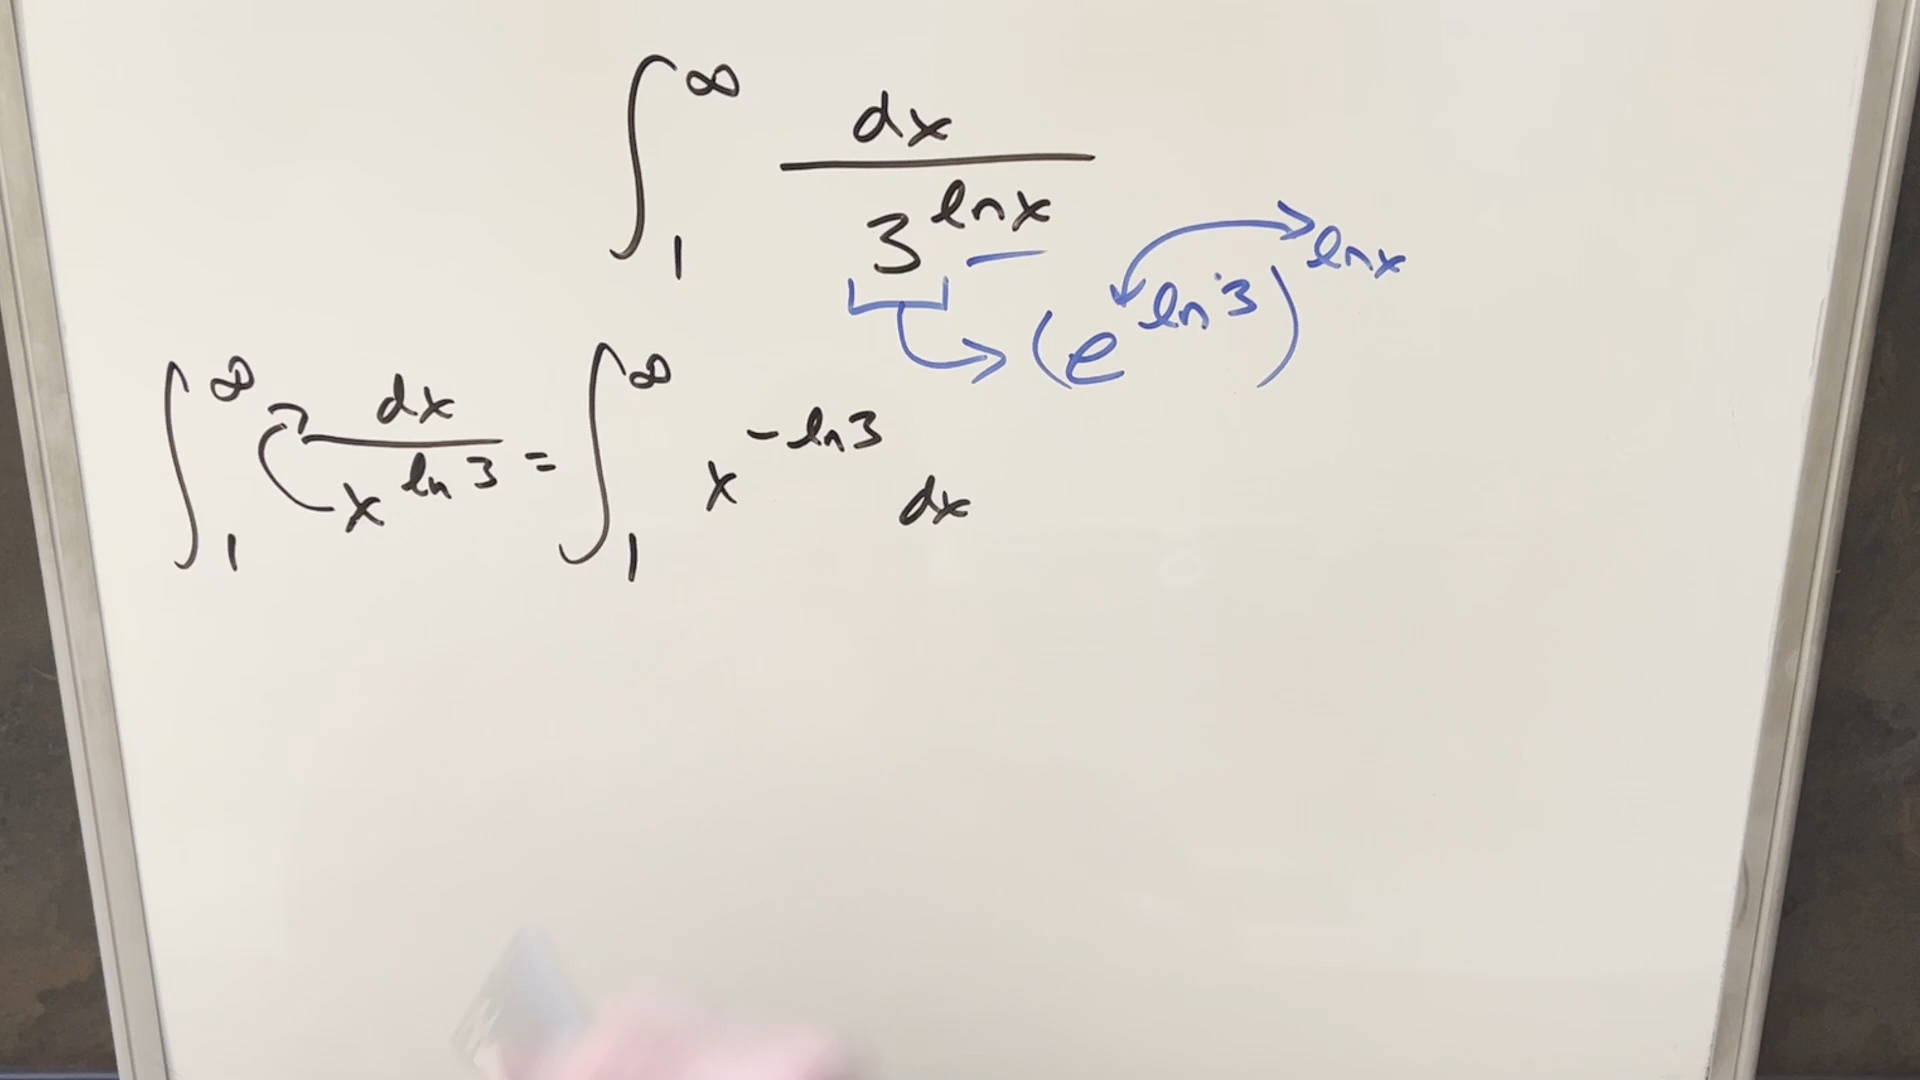 ∫₁^∞ dx / 3^(ln x)
(e^(ln 3))^(ln x)
∫₁^∞ dx / x^(ln 3) = ∫₁^∞ x^(-ln 3) dx